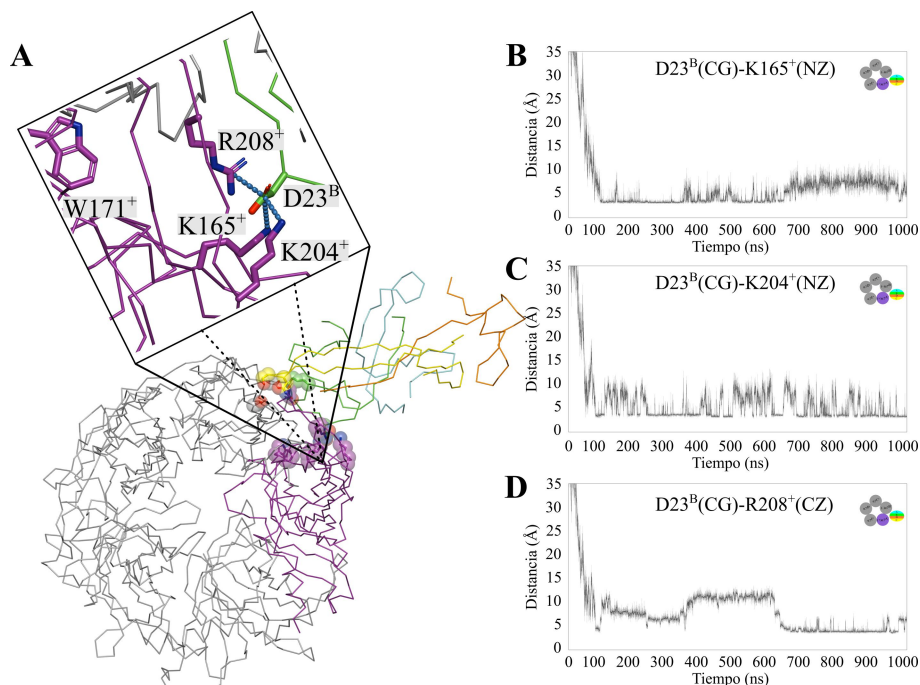 A
R208⁺
W171⁺
D23ᴮ
K165⁺
K204⁺
B
D23ᴮ(CG)-K165⁺(NZ)
Distancia (Å)
35
30
25
20
15
10
5
0
0 100 200 300 400 500 600 700 800 900 1000
Tiempo (ns)
C
D23ᴮ(CG)-K204⁺(NZ)
Distancia (Å)
35
30
25
20
15
10
5
0
0 100 200 300 400 500 600 700 800 900 1000
Tiempo (ns)
D
D23ᴮ(CG)-R208⁺(CZ)
Distancia (Å)
35
30
25
20
15
10
5
0
0 100 200 300 400 500 600 700 800 900 1000
Tiempo (ns)